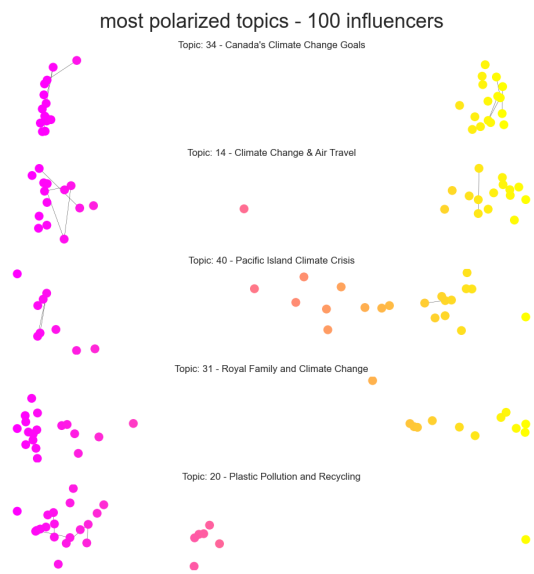 most polarized topics - 100 influencers
Topic: 34 - Canada's Climate Change Goals
Topic: 14 - Climate Change & Air Travel
Topic: 40 - Pacific Island Climate Crisis
Topic: 31 - Royal Family and Climate Change
Topic: 20 - Plastic Pollution and Recycling